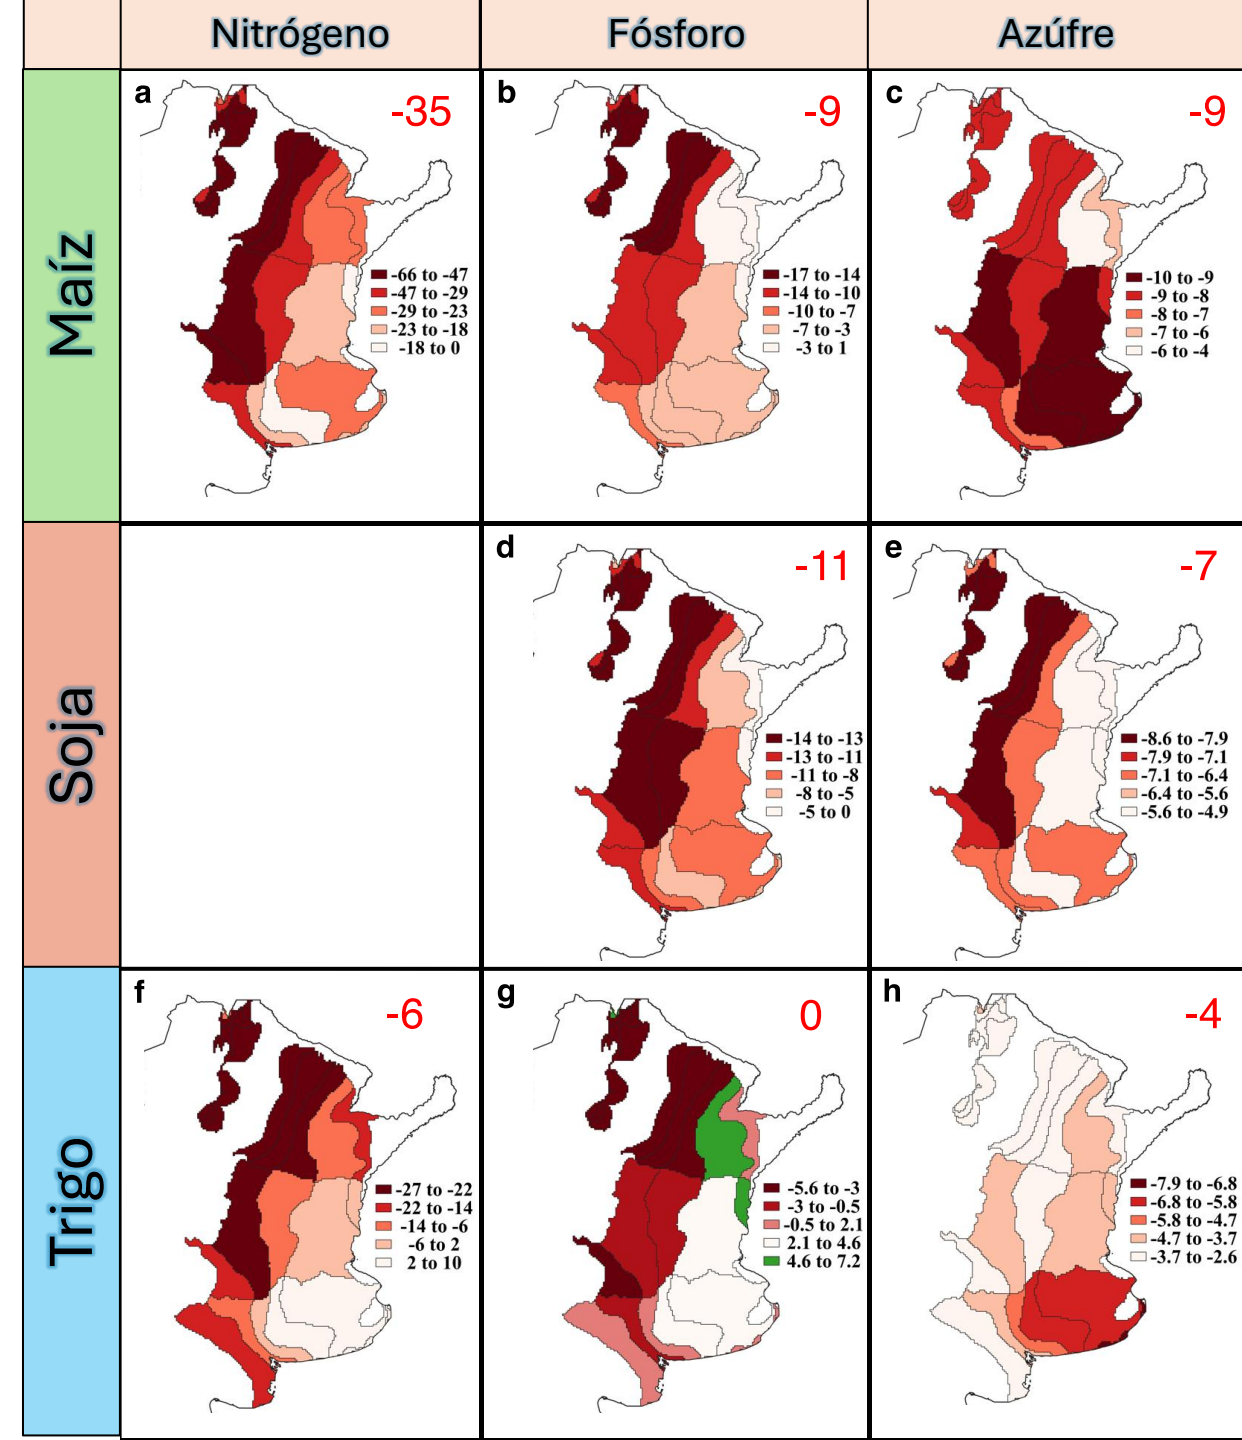 Nitrógeno
Fósforo
Azúfre
Maíz
a
-35
-66 to -47
-47 to -29
-29 to -23
-23 to -18
-18 to 0
b
-9
-17 to -14
-14 to -10
-10 to -7
-7 to -3
-3 to 1
c
-9
-10 to -9
-9 to -8
-8 to -7
-7 to -6
-6 to -4
Soja
d
-11
-14 to -13
-13 to -11
-11 to -8
-8 to -5
-5 to 0
e
-7
-8.6 to -7.9
-7.9 to -7.1
-7.1 to -6.4
-6.4 to -5.6
-5.6 to -4.9
Trigo
f
-6
-27 to -22
-22 to -14
-14 to -6
-6 to 2
2 to 10
g
0
-5.6 to -3
-3 to -0.5
-0.5 to 2.1
2.1 to 4.6
4.6 to 7.2
h
-4
-7.9 to -6.8
-6.8 to -5.8
-5.8 to -4.7
-4.7 to -3.7
-3.7 to -2.6